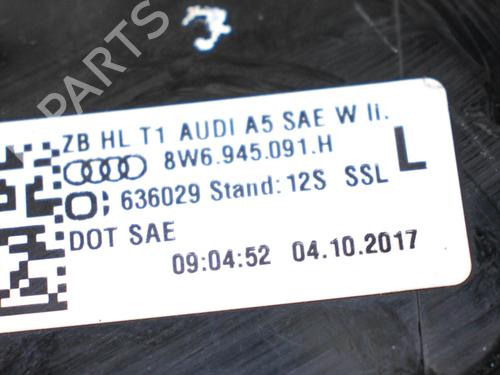 PARTS
ZB HL T1 AUDI A5 SAE W li.
8W6.945.091.H
L
636029 Stand: 12S SSL
DOT SAE
09:04:52 04.10.2017